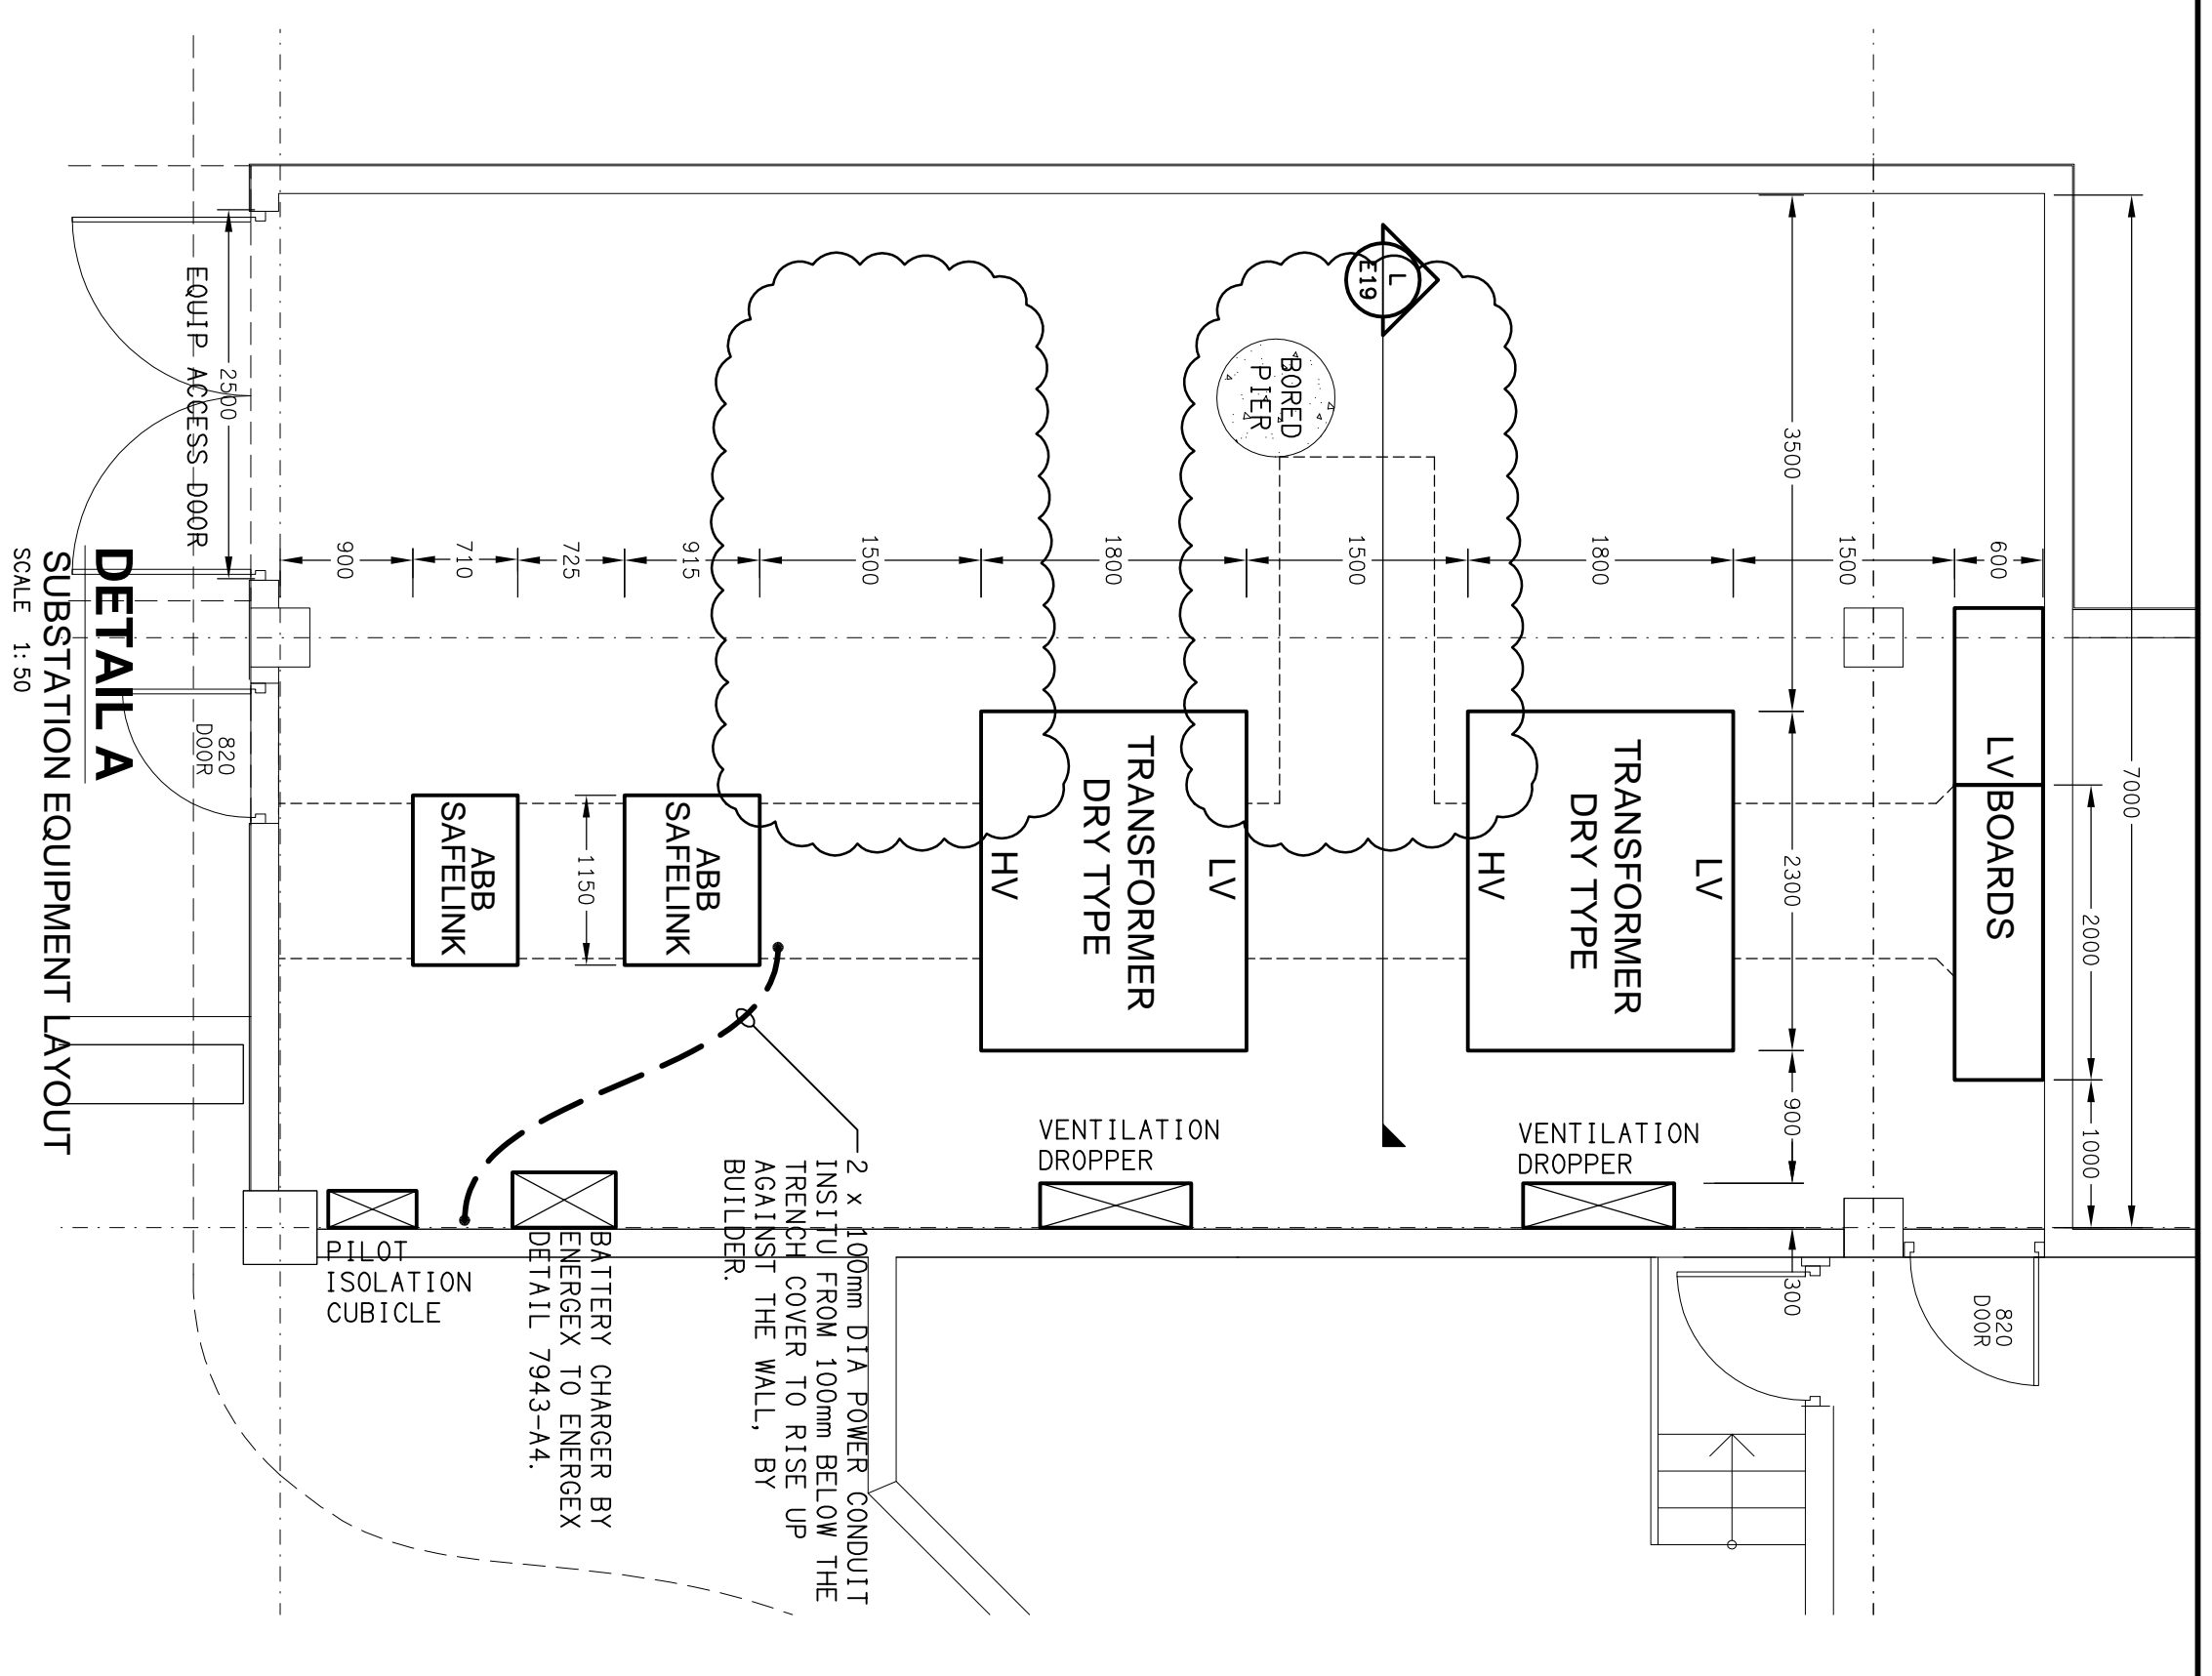 DETAIL A
SUBSTATION EQUIPMENT LAYOUT
SCALE 1:50
EQUIP ACCESS DOOR
2500
820
DOOR
900
710
725
915
1500
1800
1500
1800
1500
600
3500
2300
900
300
7000
2000
1000
1150
L
E19
BORED
PIER
ABB
SAFELINK
ABB
SAFELINK
TRANSFORMER
DRY TYPE
HV
LV
TRANSFORMER
DRY TYPE
HV
LV
LV BOARDS
VENTILATION
DROPPER
VENTILATION
DROPPER
PILOT
ISOLATION
CUBICLE
BATTERY CHARGER BY
ENERGEX TO ENERGEX
DETAIL 7943-A4.
2 x 100mm DIA POWER CONDUIT
INSITU FROM 100mm BELOW THE
TRENCH COVER TO RISE UP
AGAINST THE WALL, BY
BUILDER.
820
DOOR